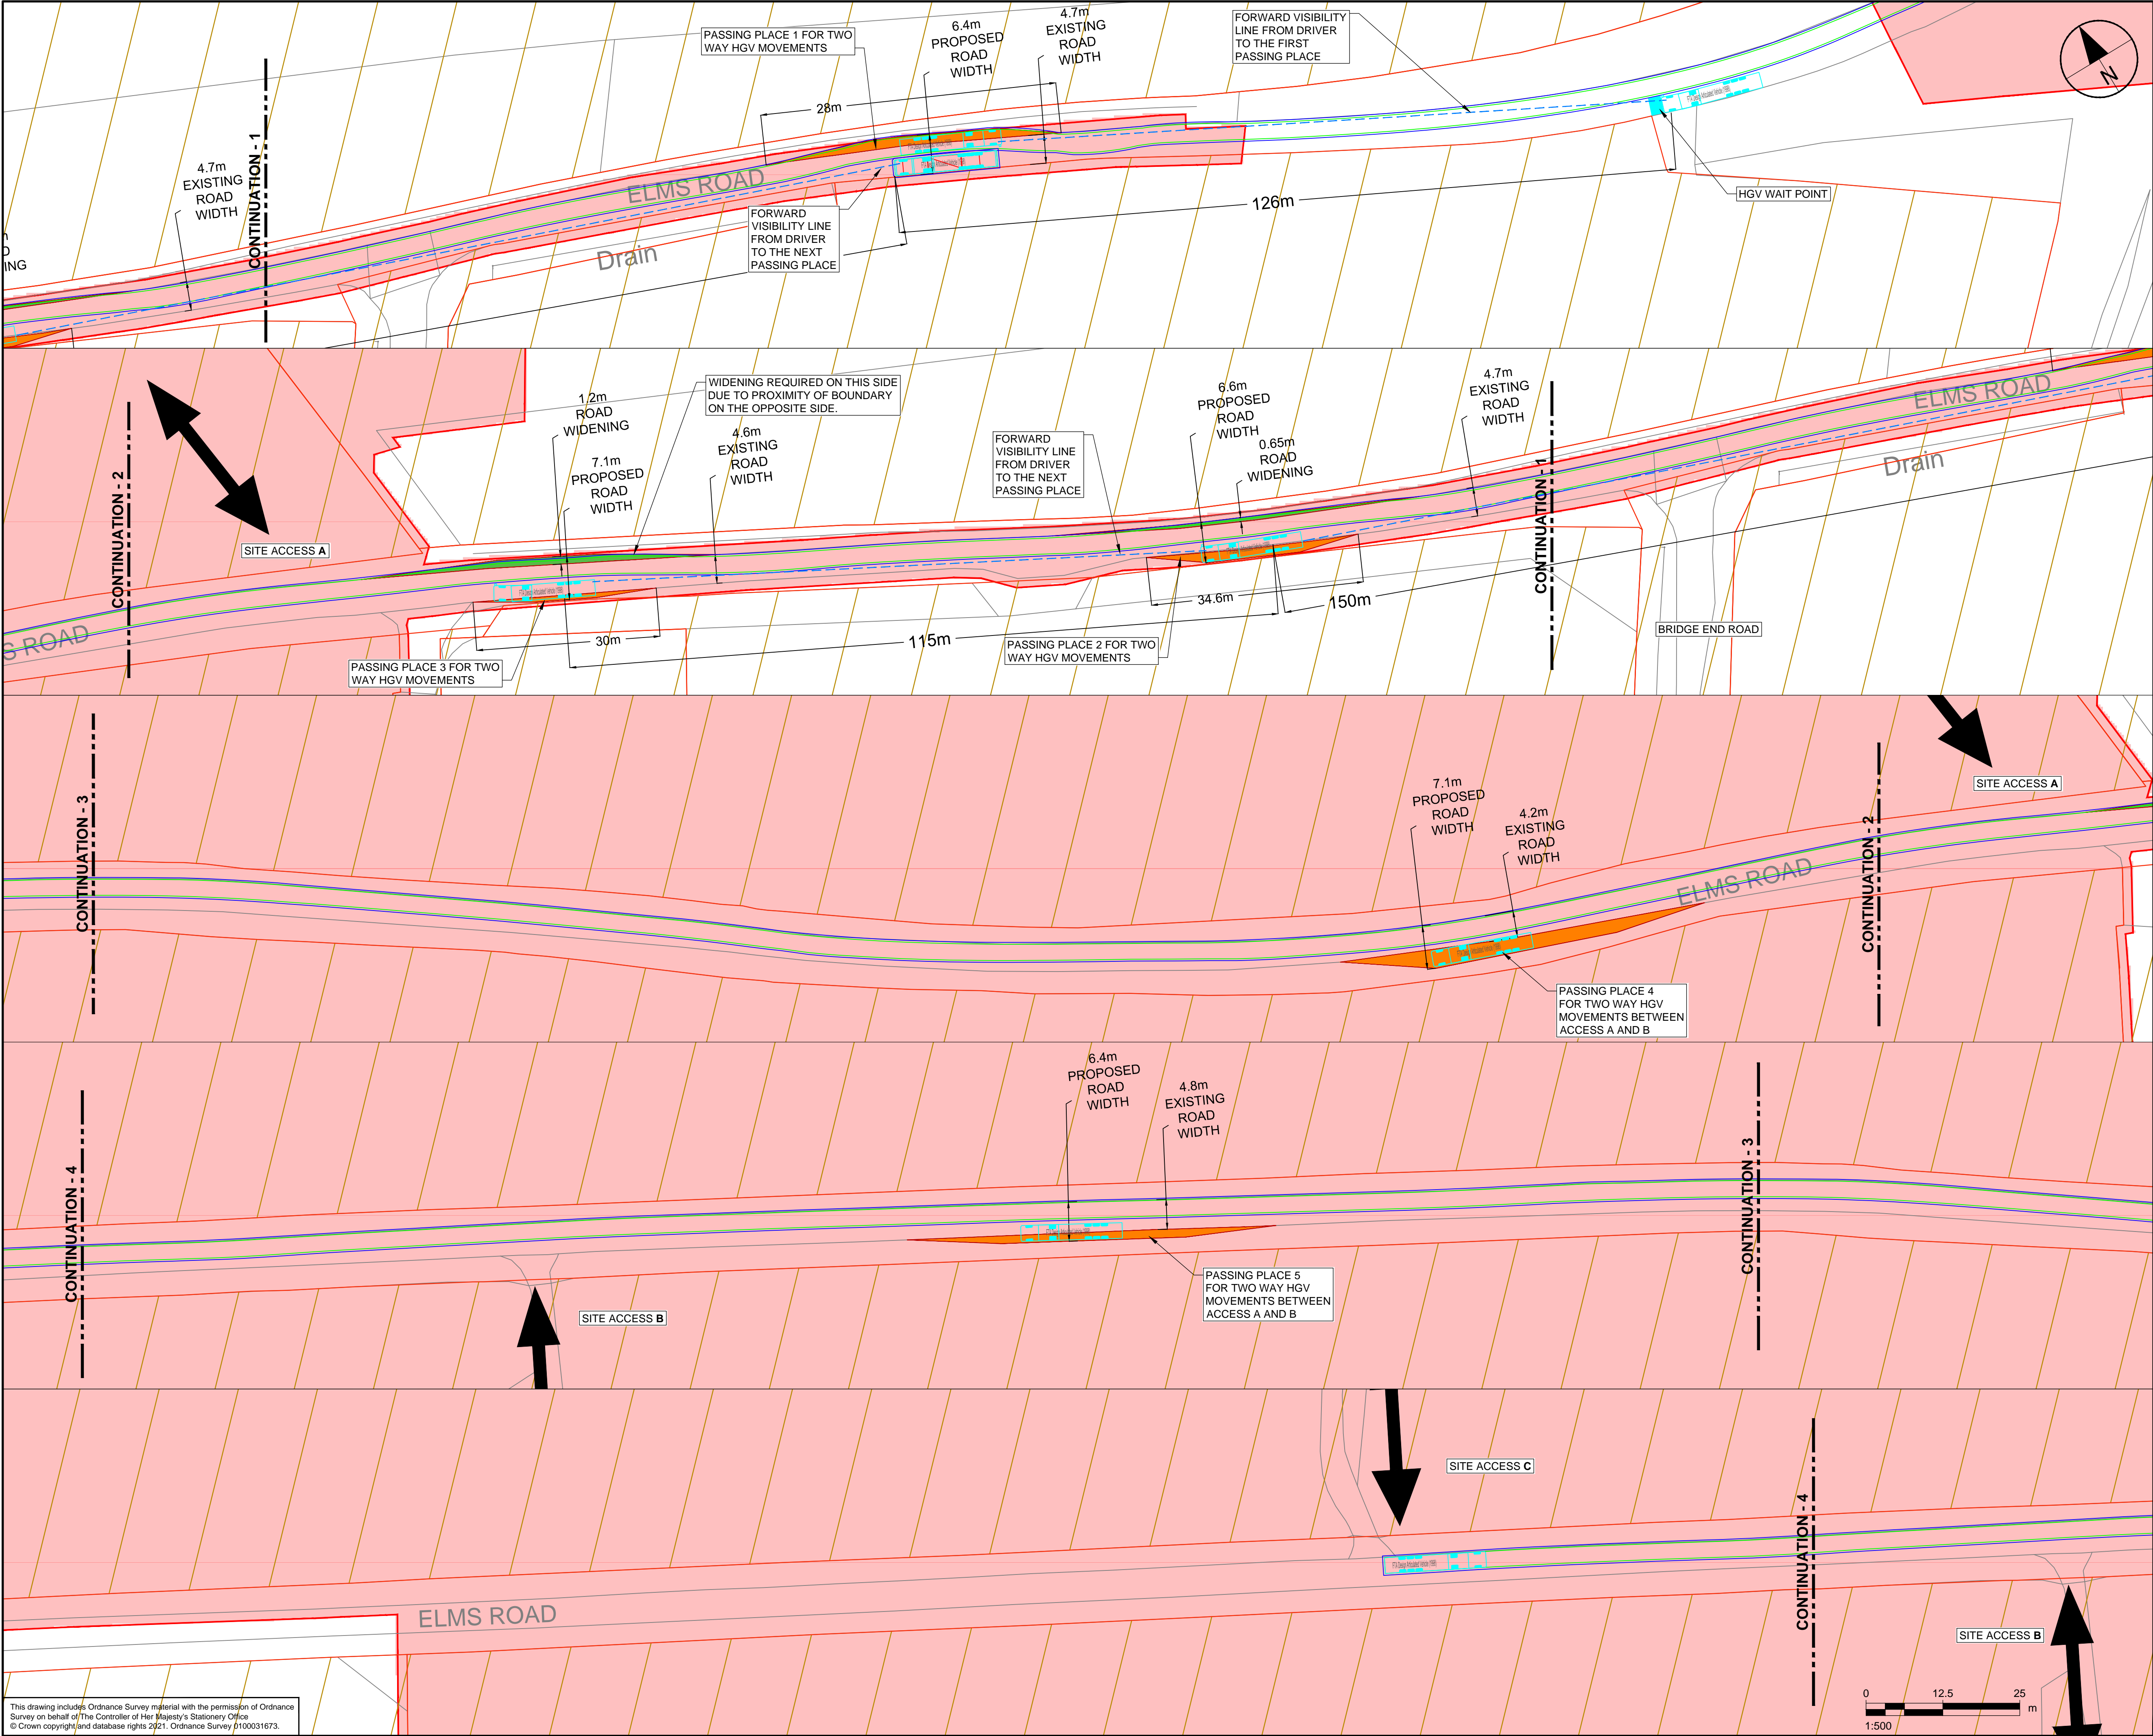 PASSING PLACE 1 FOR TWO
WAY HGV MOVEMENTS
6.4m
PROPOSED
ROAD
WIDTH
4.7m
EXISTING
ROAD
WIDTH
FORWARD VISIBILITY
LINE FROM DRIVER
TO THE FIRST
PASSING PLACE
N
28m
4.7m
EXISTING
ROAD
WIDTH
CONTINUATION - 1
ELMS ROAD
FORWARD
VISIBILITY LINE
FROM DRIVER
TO THE NEXT
PASSING PLACE
Drain
126m
HGV WAIT POINT
FTA Design Articulated Vehicle (1998)
ING
CONTINUATION - 2
SITE ACCESS A
1.2m
ROAD
WIDENING
WIDENING REQUIRED ON THIS SIDE
DUE TO PROXIMITY OF BOUNDARY
ON THE OPPOSITE SIDE.
7.1m
PROPOSED
ROAD
WIDTH
4.6m
EXISTING
ROAD
WIDTH
FORWARD
VISIBILITY LINE
FROM DRIVER
TO THE NEXT
PASSING PLACE
6.6m
PROPOSED
ROAD
WIDTH
0.65m
ROAD
WIDENING
4.7m
EXISTING
ROAD
WIDTH
CONTINUATION - 1
ELMS ROAD
Drain
S ROAD
30m
115m
34.6m
150m
PASSING PLACE 3 FOR TWO
WAY HGV MOVEMENTS
PASSING PLACE 2 FOR TWO
WAY HGV MOVEMENTS
BRIDGE END ROAD
CONTINUATION - 3
7.1m
PROPOSED
ROAD
WIDTH
4.2m
EXISTING
ROAD
WIDTH
ELMS ROAD
CONTINUATION - 2
SITE ACCESS A
PASSING PLACE 4
FOR TWO WAY HGV
MOVEMENTS BETWEEN
ACCESS A AND B
CONTINUATION - 4
6.4m
PROPOSED
ROAD
WIDTH
4.8m
EXISTING
ROAD
WIDTH
CONTINUATION - 3
SITE ACCESS B
PASSING PLACE 5
FOR TWO WAY HGV
MOVEMENTS BETWEEN
ACCESS A AND B
SITE ACCESS C
FTA Design Articulated Vehicle (1998)
CONTINUATION - 4
ELMS ROAD
SITE ACCESS B
0 12.5 25
m
1:500
This drawing includes Ordnance Survey material with the permission of Ordnance
Survey on behalf of The Controller of Her Majesty's Stationery Office
© Crown copyright and database rights 2021. Ordnance Survey 0100031673.